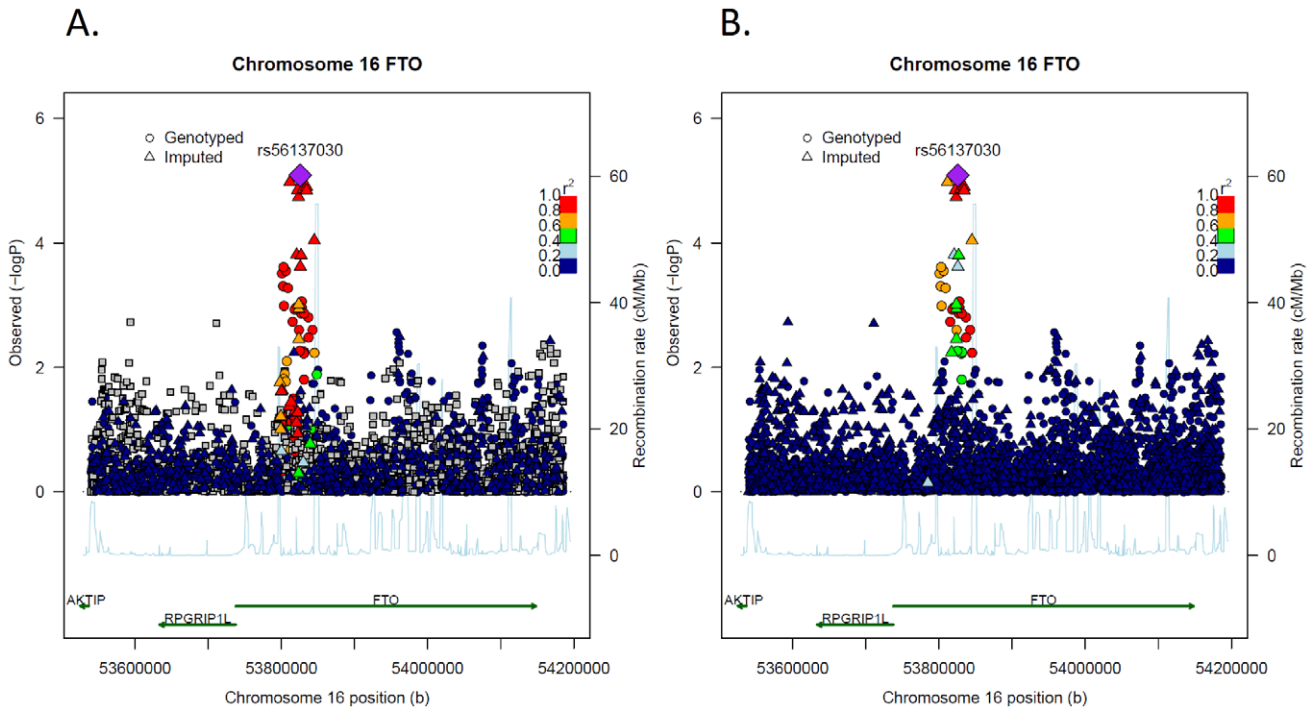 A.
Chromosome 16 FTO
6
4
2
0
Observed (−logP)
Genotyped
Imputed
rs56137030
1.0 r²
0.8
0.6
0.4
0.2
0.0
60
40
20
0
Recombination rate (cM/Mb)
AKTIP
FTO
RPGRIP1L
53600000 53800000 54000000 54200000
Chromosome 16 position (b)
B.
Chromosome 16 FTO
6
4
2
0
Observed (−logP)
Genotyped
Imputed
rs56137030
1.0 r²
0.8
0.6
0.4
0.2
0.0
60
40
20
0
Recombination rate (cM/Mb)
AKTIP
FTO
RPGRIP1L
53600000 53800000 54000000 54200000
Chromosome 16 position (b)